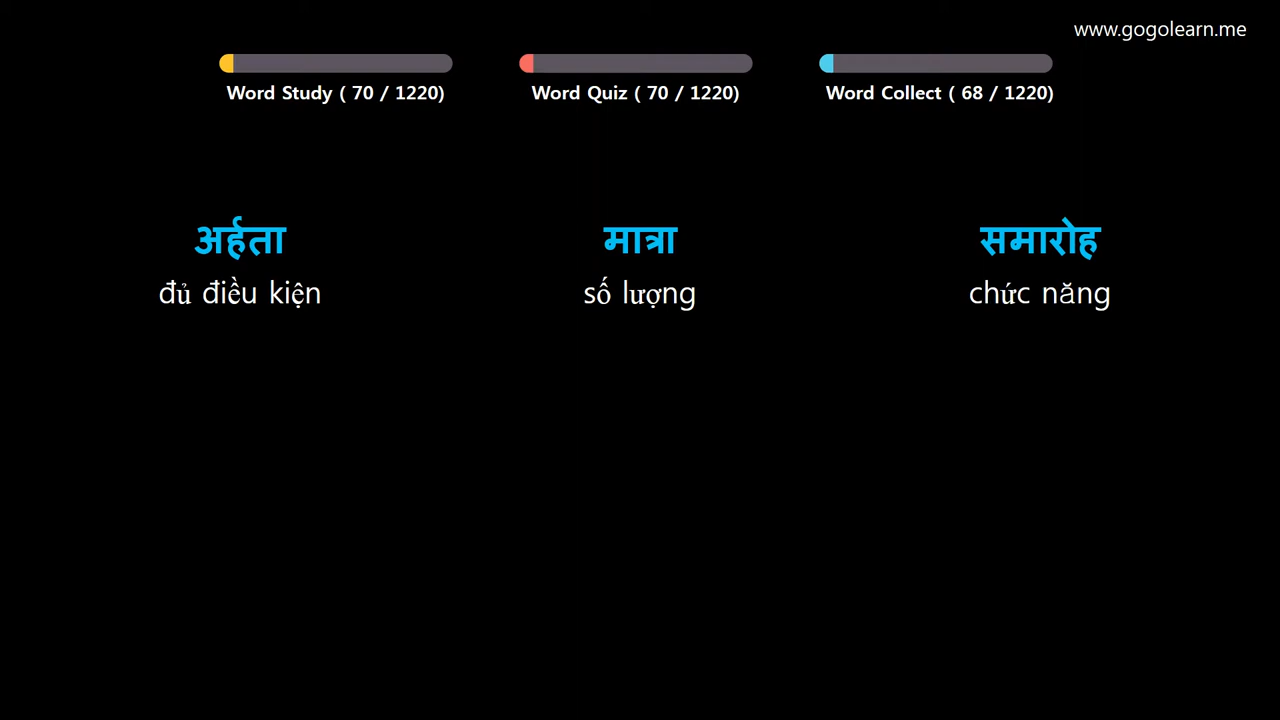 www.gogolearn.me
Word Study ( 70 / 1220)
Word Quiz ( 70 / 1220)
Word Collect ( 68 / 1220)
अर्हता
đủ điều kiện
मात्रा
số lượng
समारोह
chức năng